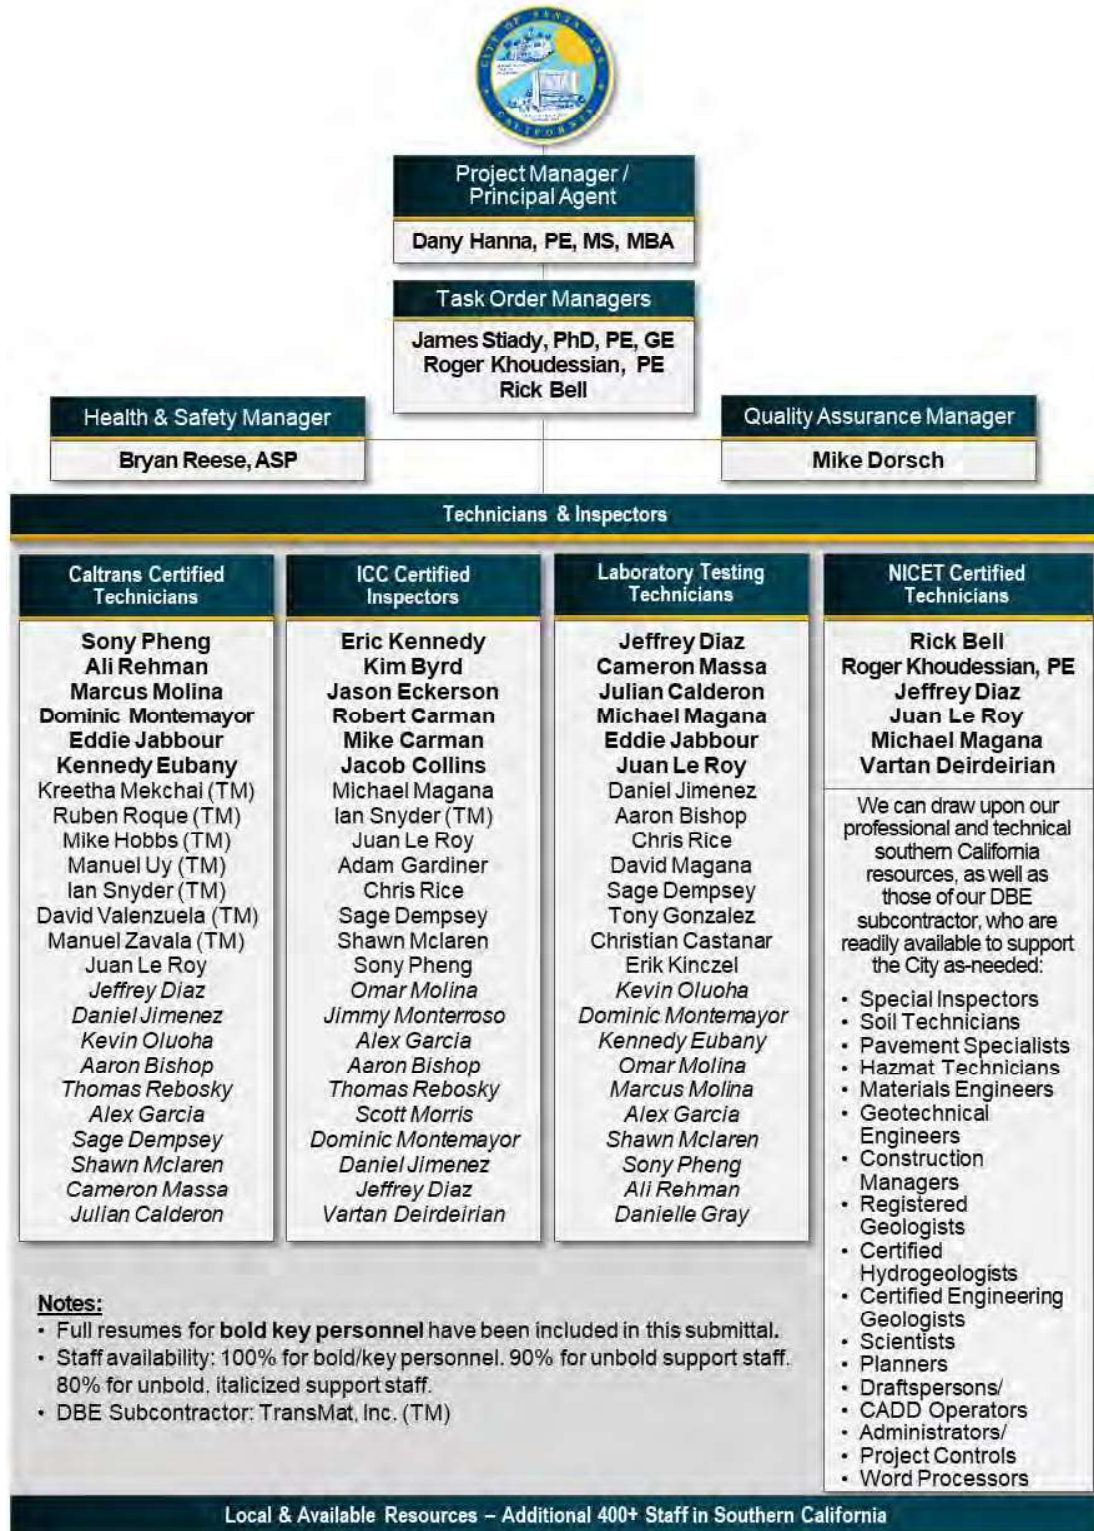 CITY OF SANTA ANA
CALIFORNIA
Project Manager /
Principal Agent
Dany Hanna, PE, MS, MBA
Task Order Managers
James Stiady, PhD, PE, GE
Roger Khoudessian, PE
Rick Bell
Health & Safety Manager
Bryan Reese, ASP
Quality Assurance Manager
Mike Dorsch
Technicians & Inspectors
Caltrans Certified
Technicians
Sony Pheng
Ali Rehman
Marcus Molina
Dominic Montemayor
Eddie Jabbour
Kennedy Eubany
Kreetha Mekchai (TM)
Ruben Roque (TM)
Mike Hobbs (TM)
Manuel Uy (TM)
Ian Snyder (TM)
David Valenzuela (TM)
Manuel Zavala (TM)
Juan Le Roy
Jeffrey Diaz
Daniel Jimenez
Kevin Oluoha
Aaron Bishop
Thomas Rebosky
Alex Garcia
Sage Dempsey
Shawn Mclaren
Cameron Massa
Julian Calderon
ICC Certified
Inspectors
Eric Kennedy
Kim Byrd
Jason Eckerson
Robert Carman
Mike Carman
Jacob Collins
Michael Magana
Ian Snyder (TM)
Juan Le Roy
Adam Gardiner
Chris Rice
Sage Dempsey
Shawn Mclaren
Sony Pheng
Omar Molina
Jimmy Monterroso
Alex Garcia
Aaron Bishop
Thomas Rebosky
Scott Morris
Dominic Montemayor
Daniel Jimenez
Jeffrey Diaz
Vartan Deirdeirian
Laboratory Testing
Technicians
Jeffrey Diaz
Cameron Massa
Julian Calderon
Michael Magana
Eddie Jabbour
Juan Le Roy
Daniel Jimenez
Aaron Bishop
Chris Rice
David Magana
Sage Dempsey
Tony Gonzalez
Christian Castanar
Erik Kinczel
Kevin Oluoha
Dominic Montemayor
Kennedy Eubany
Omar Molina
Marcus Molina
Alex Garcia
Shawn Mclaren
Sony Pheng
Ali Rehman
Danielle Gray
NICET Certified
Technicians
Rick Bell
Roger Khoudessian, PE
Jeffrey Diaz
Juan Le Roy
Michael Magana
Vartan Deirdeirian
We can draw upon our
professional and technical
southern California
resources, as well as
those of our DBE
subcontractor, who are
readily available to support
the City as-needed:
• Special Inspectors
• Soil Technicians
• Pavement Specialists
• Hazmat Technicians
• Materials Engineers
• Geotechnical
Engineers
• Construction
Managers
• Registered
Geologists
• Certified
Hydrogeologists
• Certified Engineering
Geologists
• Scientists
• Planners
• Draftspersons/
• CADD Operators
• Administrators/
• Project Controls
• Word Processors
Notes:
• Full resumes for bold key personnel have been included in this submittal.
• Staff availability: 100% for bold/key personnel. 90% for unbold support staff.
80% for unbold, italicized support staff.
• DBE Subcontractor: TransMat, Inc. (TM)
Local & Available Resources – Additional 400+ Staff in Southern California